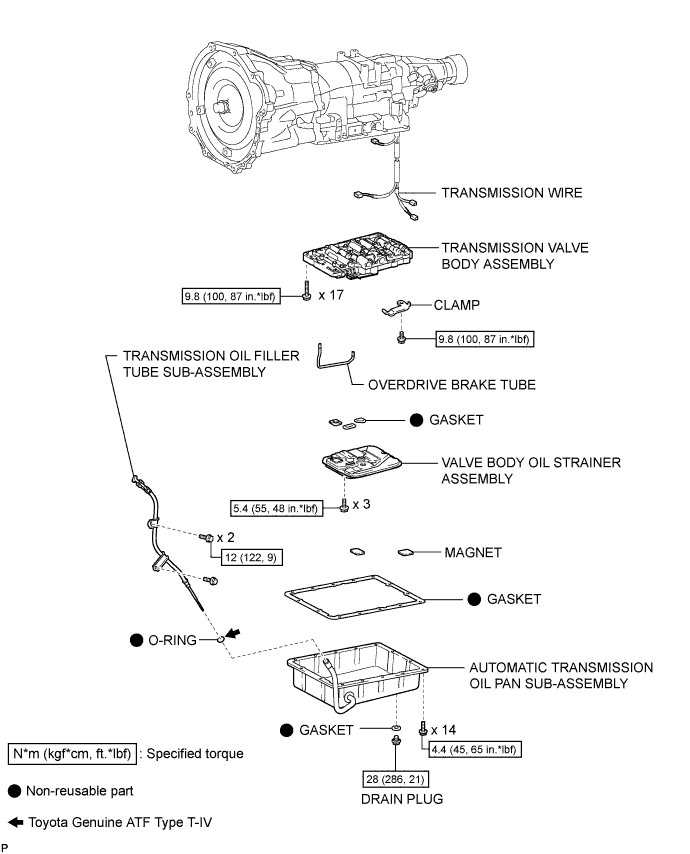 TRANSMISSION WIRE
TRANSMISSION VALVE
BODY ASSEMBLY
9.8 (100, 87 in.*lbf)
x 17
CLAMP
9.8 (100, 87 in.*lbf)
TRANSMISSION OIL FILLER
TUBE SUB-ASSEMBLY
OVERDRIVE BRAKE TUBE
GASKET
VALVE BODY OIL STRAINER
ASSEMBLY
5.4 (55, 48 in.*lbf)
x 3
x 2
12 (122, 9)
MAGNET
GASKET
O-RING
AUTOMATIC TRANSMISSION
OIL PAN SUB-ASSEMBLY
GASKET
x 14
4.4 (45, 65 in.*lbf)
28 (286, 21)
DRAIN PLUG
N*m (kgf*cm, ft.*lbf) : Specified torque
Non-reusable part
Toyota Genuine ATF Type T-IV
P